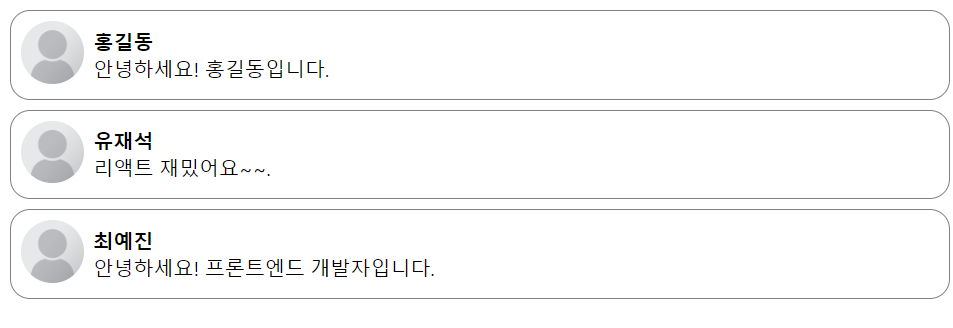 홍길동
안녕하세요! 홍길동입니다.
유재석
리액트 재밌어요~~.
최예진
안녕하세요! 프론트엔드 개발자입니다.